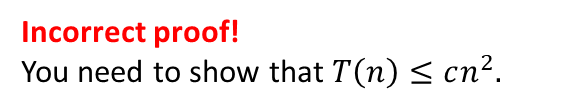 Incorrect proof!
You need to show that T(n) ≤ cn².